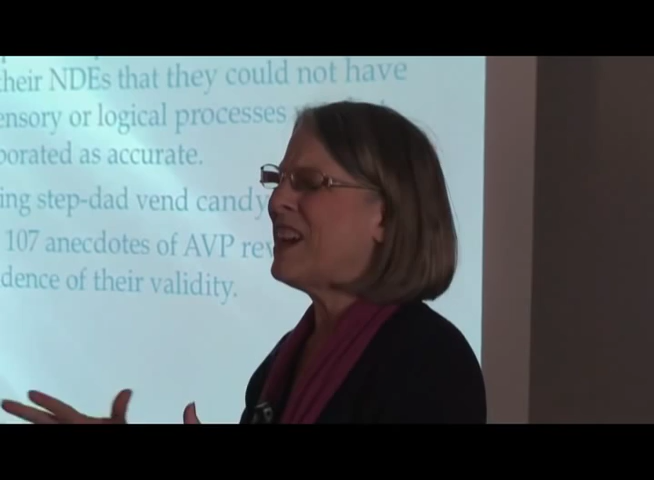 their NDEs that they could not have
ensory or logical processes
borated as accurate.
ing step-dad vend candy
107 anecdotes of AVP rev
dence of their validity.